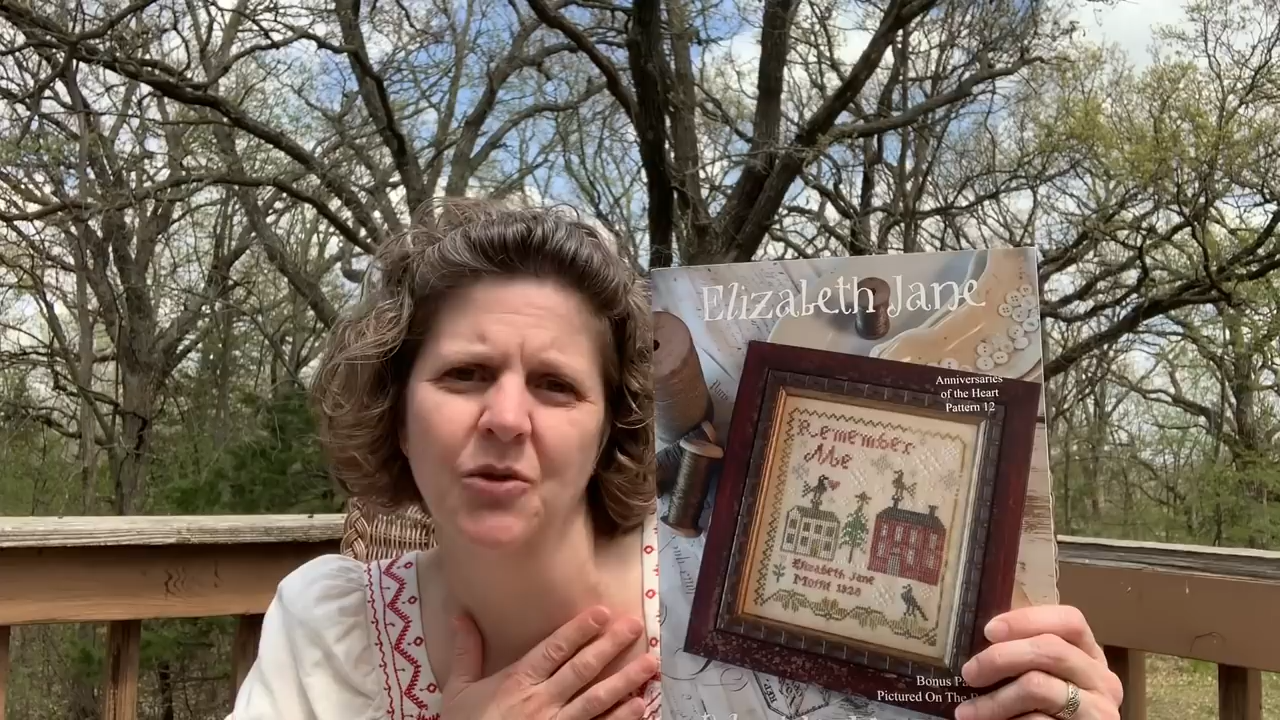 Elizabeth Jane
Anniversaries
of the Heart
Pattern 12
Remember
Me
Elizabeth Jane
Moffit 1828
Bonus
Pictured On The